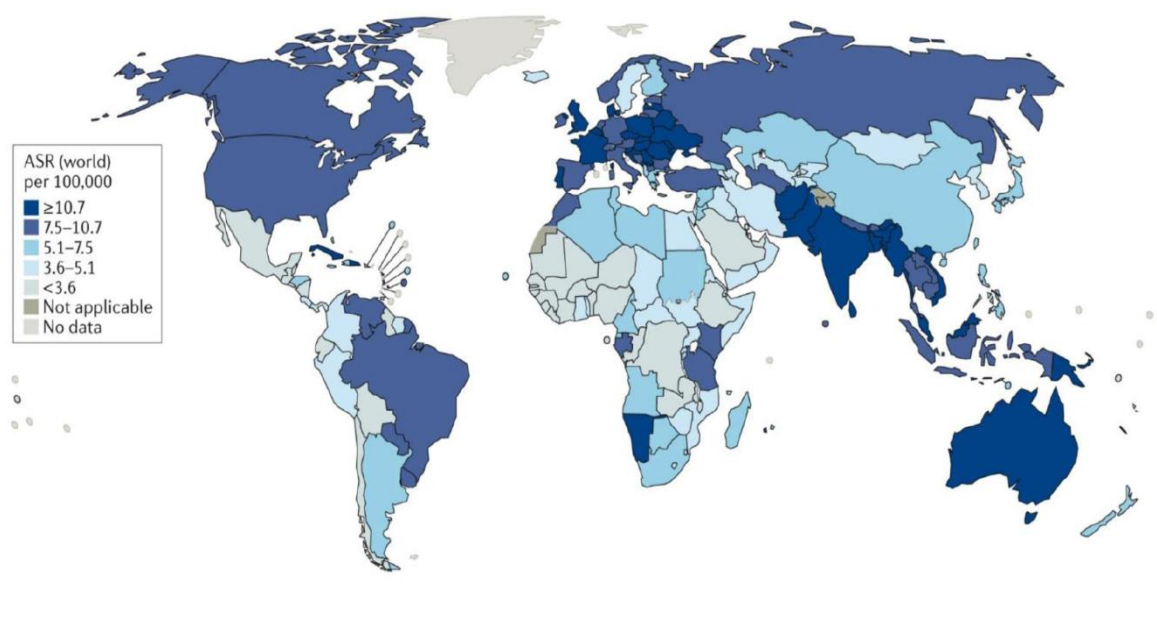 ASR (world)
per 100,000
≥10.7
7.5–10.7
5.1–7.5
3.6–5.1
<3.6
Not applicable
No data